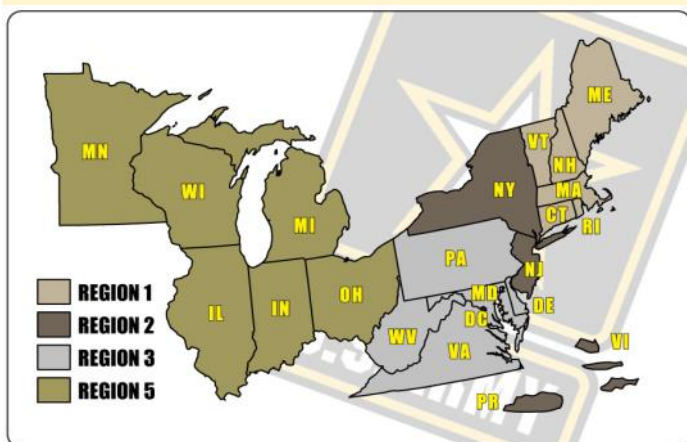 ME
VT
NH
MN
NY
MA
WI
CT
RI
MI
PA
NJ
REGION 1
MD
DE
IL
IN
OH
REGION 2
DC
WV
VA
VI
REGION 3
REGION 5
PR
U.S. ARMY